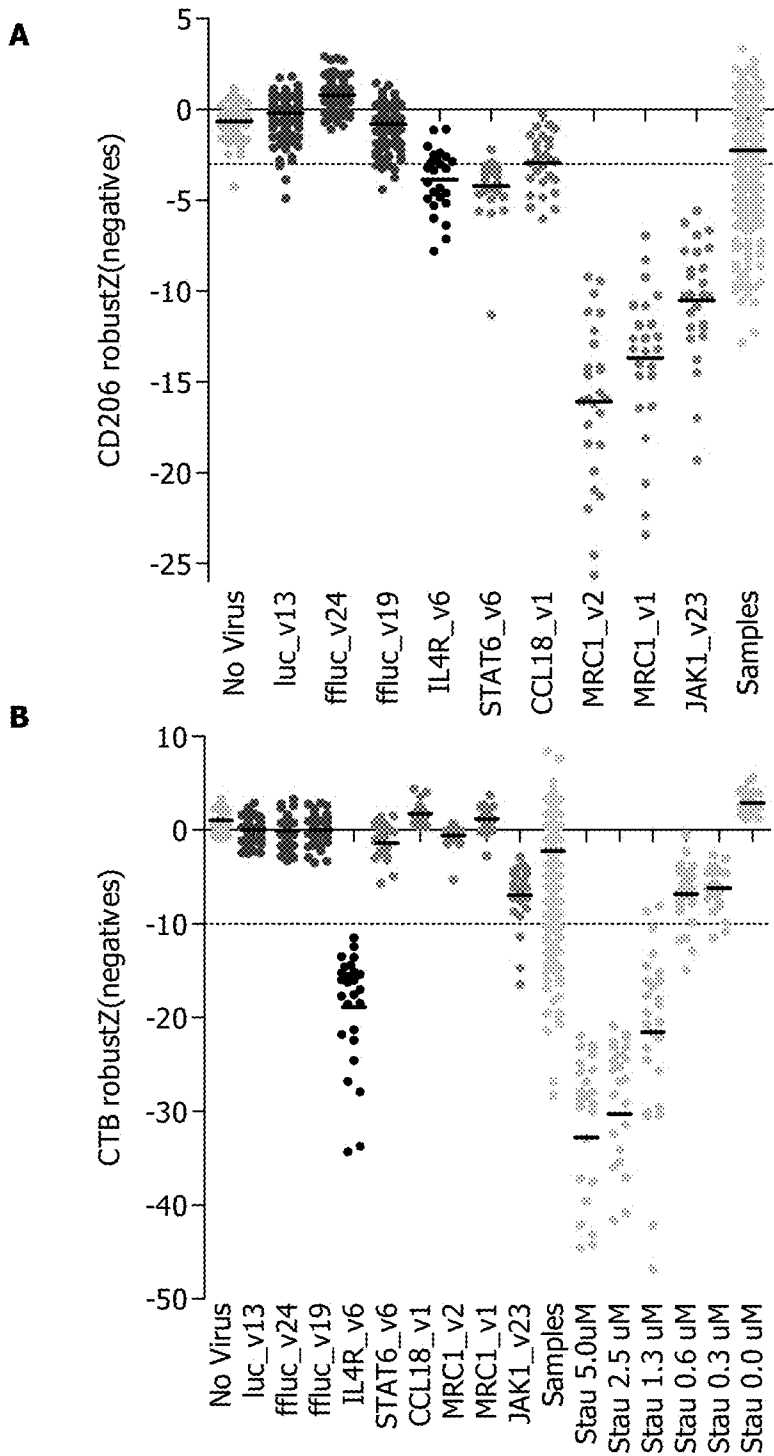 A
CD206 robustZ(negatives)
5
0
-5
-10
-15
-20
-25
No Virus
luc_v13
ffluc_v24
ffluc_v19
IL4R_v6
STAT6_v6
CCL18_v1
MRC1_v2
MRC1_v1
JAK1_v23
Samples
B
CTB robustZ(negatives)
10
0
-10
-20
-30
-40
-50
No Virus
luc_v13
ffluc_v24
ffluc_v19
IL4R_v6
STAT6_v6
CCL18_v1
MRC1_v2
MRC1_v1
JAK1_v23
Samples
Stau 5.0uM
Stau 2.5 uM
Stau 1.3 uM
Stau 0.6 uM
Stau 0.3 uM
Stau 0.0 uM